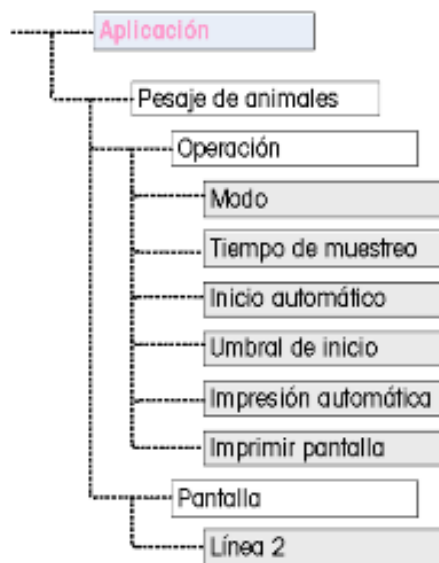 Aplicación
Pesaje de animales
Operación
Modo
Tiempo de muestreo
Inicio automático
Umbral de inicio
Impresión automática
Imprimir pantalla
Pantalla
Línea 2